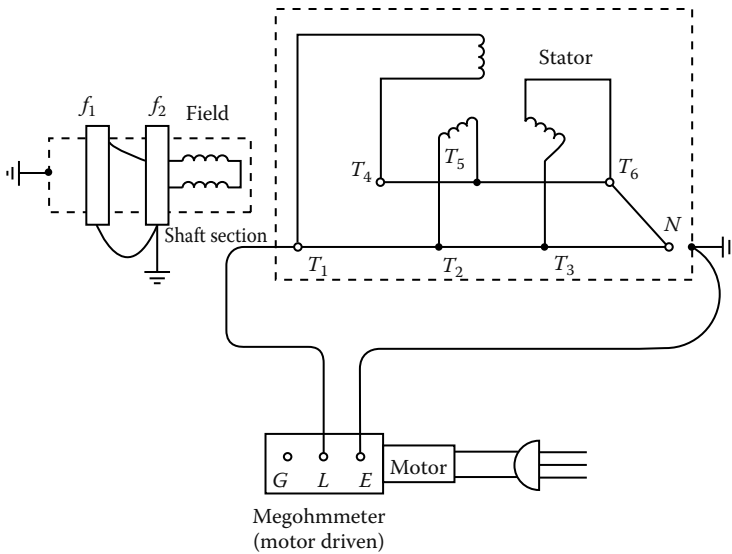 f1
f2
Field
Stator
T5
T4
T6
N
Shaft section
T1
T2
T3
G
L
E
Motor
Megohmmeter
(motor driven)